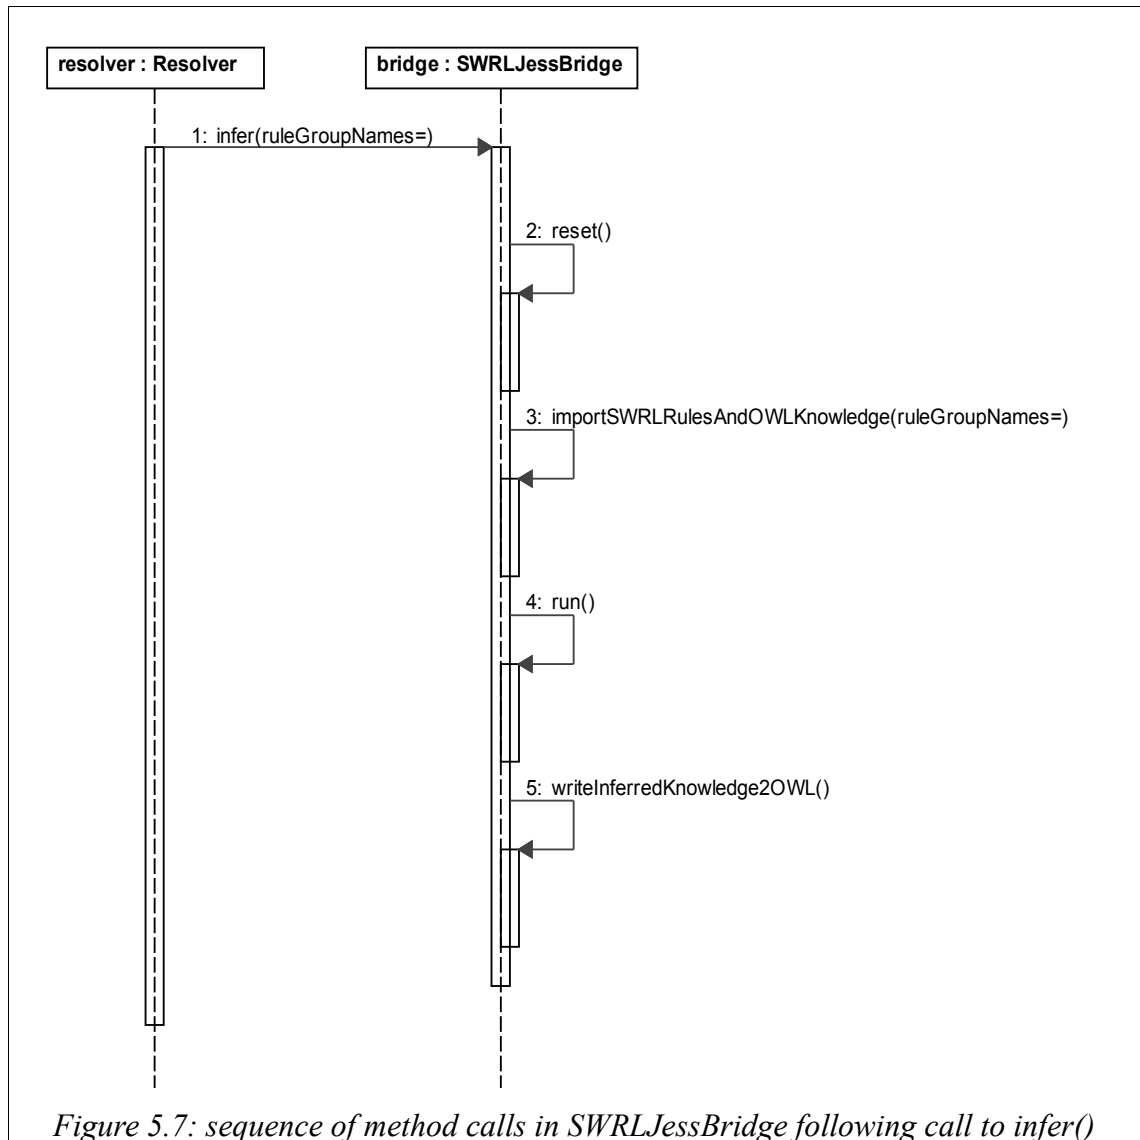 resolver : Resolver
bridge : SWRLJessBridge
1: infer(ruleGroupNames=)
2: reset()
3: importSWRLRulesAndOWLKnowledge(ruleGroupNames=)
4: run()
5: writeInferredKnowledge2OWL()
Figure 5.7: sequence of method calls in SWRLJessBridge following call to infer()